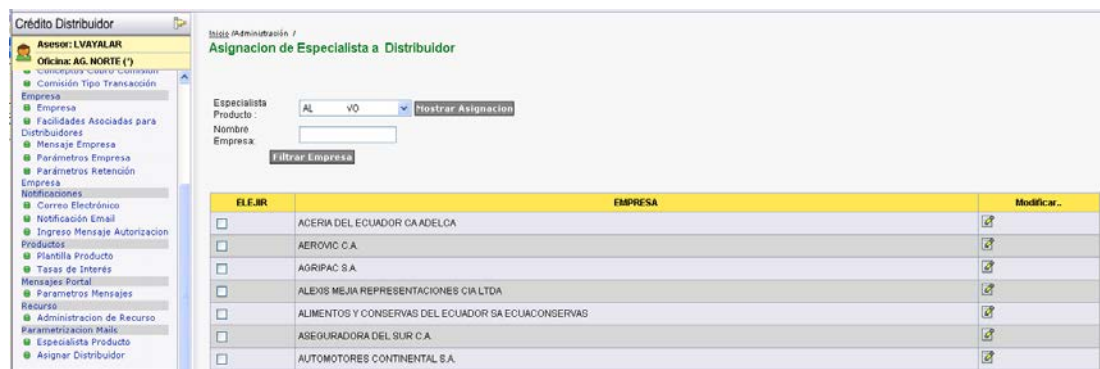 Crédito Distribuidor
Asesor: LVAYALAR
Oficina: AG. NORTE (*)
Conceptos Cobro Comision
Comisión Tipo Transacción
Empresa
Empresa
Facilidades Asociadas para
Distribuidores
Mensaje Empresa
Parámetros Empresa
Parámetros Retención
Empresa
Notificaciones
Correo Electrónico
Notificación Email
Ingreso Mensaje Autorizacion
Productos
Plantilla Producto
Tasas de Interés
Mensajes Portal
Parametros Mensajes
Recurso
Administracion de Recurso
Parametrizacion Mails
Especialista Producto
Asignar Distribuidor
Inicio /Administración /
Asignacion de Especialista a Distribuidor
Especialista
Producto :
AL VO
Mostrar Asignacion
Nombre
Empresa:
Filtrar Empresa
ELEJIR EMPRESA Modificar..
ACERIA DEL ECUADOR CA ADELCA
AEROVIC C.A.
AGRIPAC S.A.
ALEXIS MEJIA REPRESENTACIONES CIA LTDA
ALIMENTOS Y CONSERVAS DEL ECUADOR SA ECUACONSERVAS
ASEGURADORA DEL SUR C.A.
AUTOMOTORES CONTINENTAL S.A.